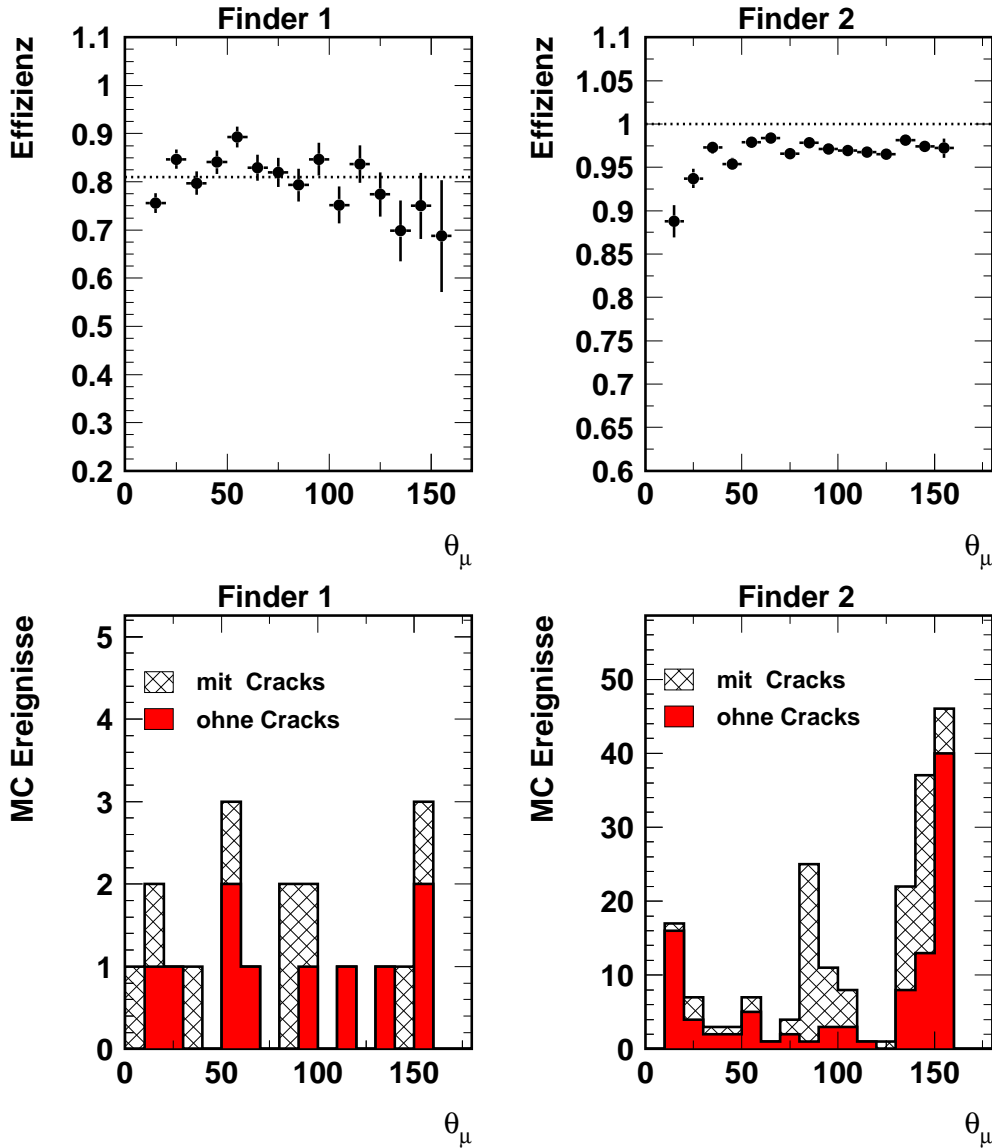 Finder 1
Effizienz
1.1
1
0.9
0.8
0.7
0.6
0.5
0.4
0.3
0.2
0 50 100 150
θμ
Finder 2
Effizienz
1.1
1.05
1
0.95
0.9
0.85
0.8
0.75
0.7
0.65
0.6
0 50 100 150
θμ
Finder 1
MC Ereignisse
5
4
3
2
1
0
mit Cracks
ohne Cracks
0 50 100 150
θμ
Finder 2
MC Ereignisse
50
40
30
20
10
0
mit Cracks
ohne Cracks
0 50 100 150
θμ